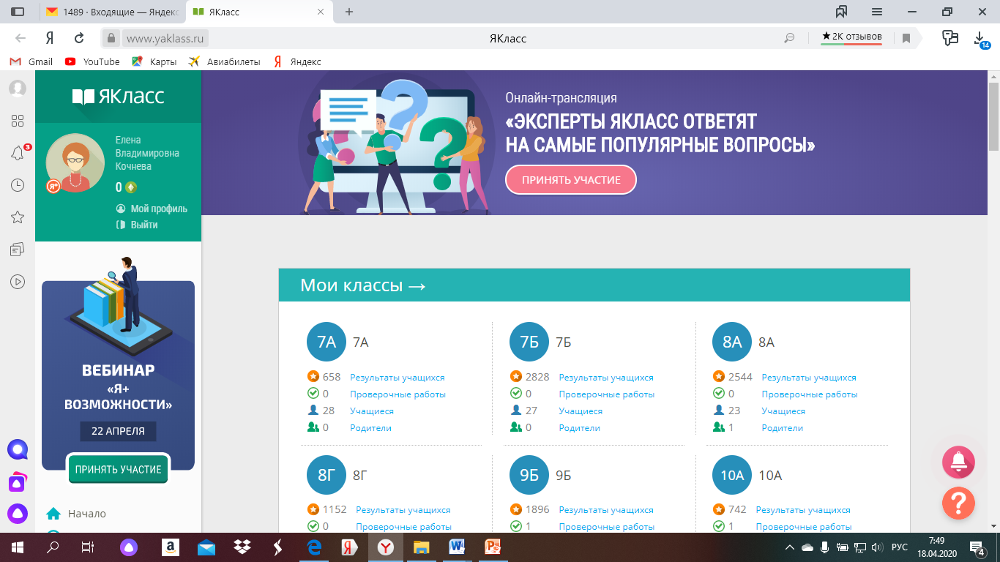 1489 · Входящие — Яндекс
ЯКласс
Я
www.yaklass.ru
ЯКласс
★2K отзывов
14
Gmail
YouTube
Карты
Авиабилеты
Я Яндекс
3
ЯКласс
Елена
Владимировна
Кочнева
Я+
0
Мой профиль
Выйти
ВЕБИНАР
«Я+
ВОЗМОЖНОСТИ»
22 АПРЕЛЯ
ПРИНЯТЬ УЧАСТИЕ
Начало
Онлайн-трансляция
«ЭКСПЕРТЫ ЯКЛАСС ОТВЕТЯТ
НА САМЫЕ ПОПУЛЯРНЫЕ ВОПРОСЫ»
ПРИНЯТЬ УЧАСТИЕ
? ?
Мои классы →
7А 7А
658 Результаты учащихся
0 Проверочные работы
28 Учащиеся
0 Родители
7Б 7Б
2828 Результаты учащихся
0 Проверочные работы
27 Учащиеся
0 Родители
8А 8А
2544 Результаты учащихся
0 Проверочные работы
23 Учащиеся
1 Родители
8Г 8Г
1152 Результаты учащихся
0 Проверочные работы
9Б 9Б
1896 Результаты учащихся
1 Проверочные работы
10А 10А
742 Результаты учащихся
1 Проверочные работы
?
a
e
Я
Y
W
P
РУС
7:49
18.04.2020
4